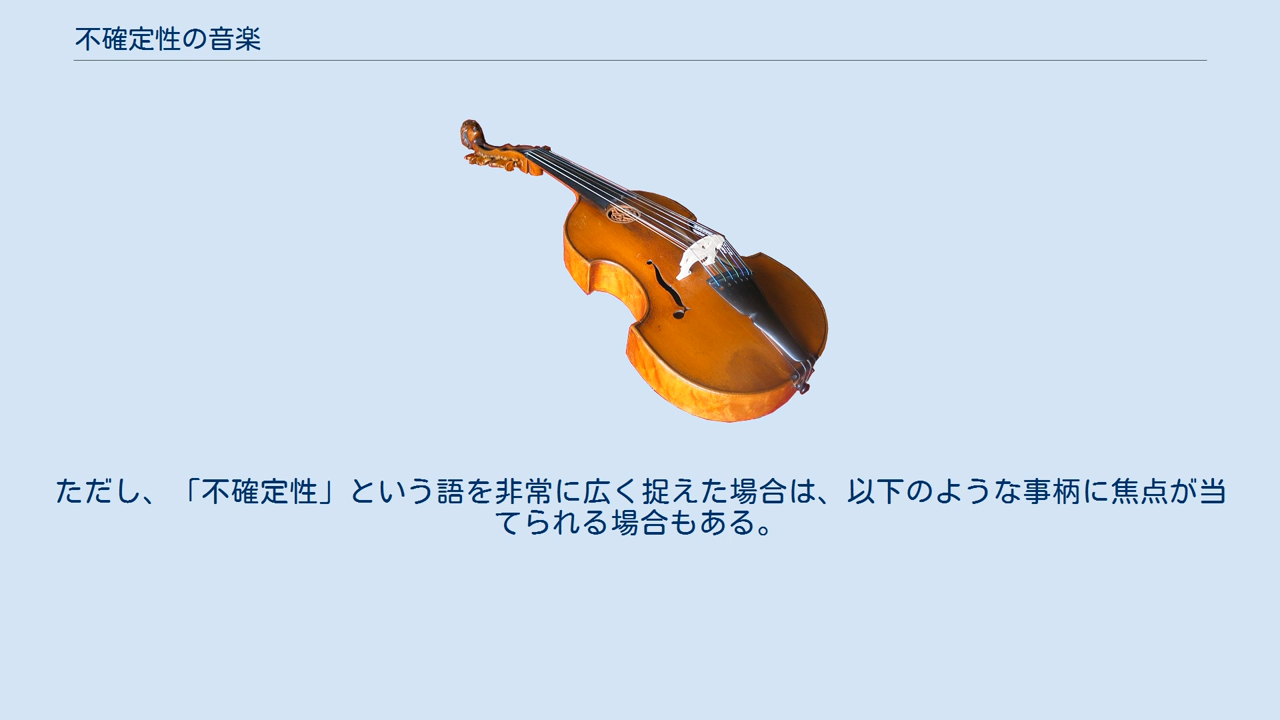 不確定性の音楽
ただし、「不確定性」という語を非常に広く捉えた場合は、以下のような事柄に焦点が当
てられる場合もある。